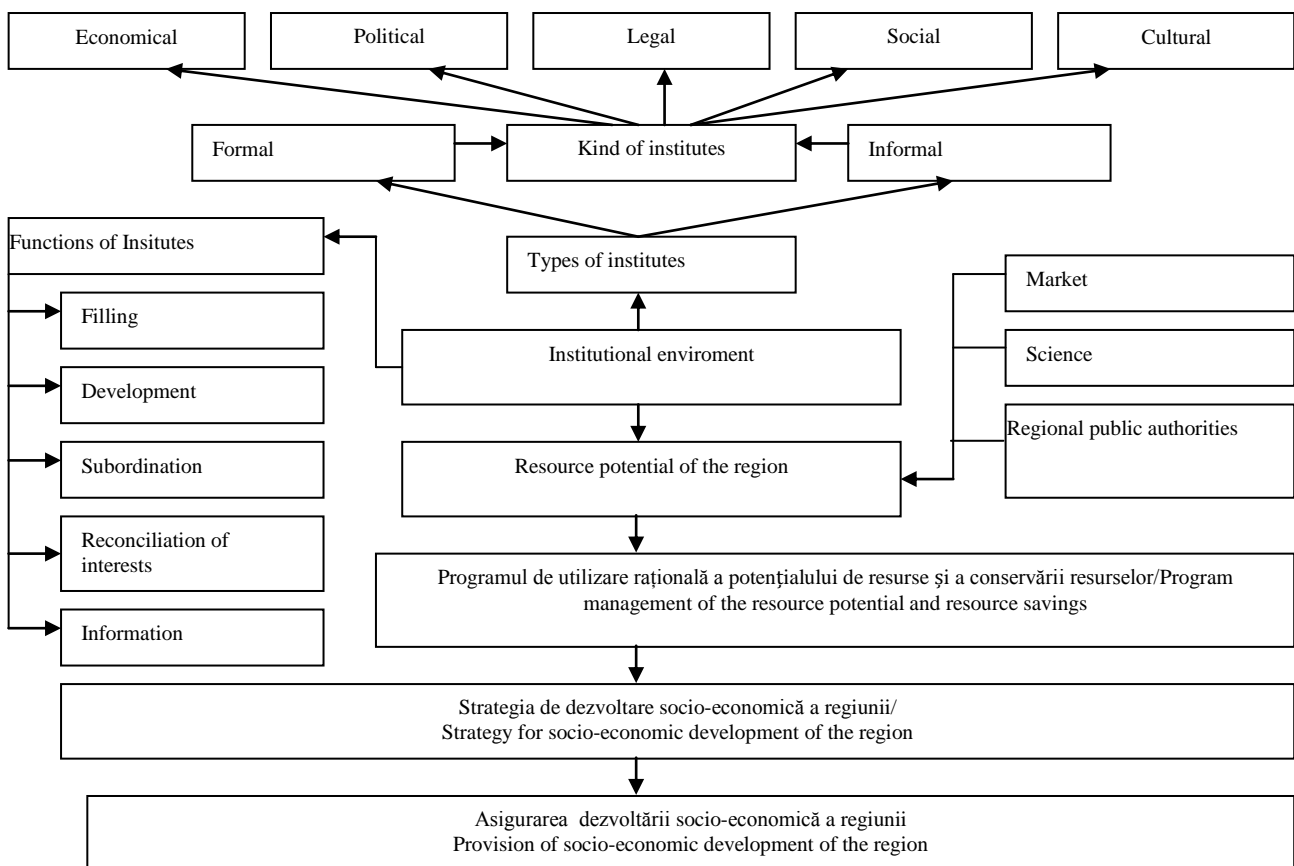 Economical
Political
Legal
Social
Cultural
Formal
Kind of institutes
Informal
Functions of Insitutes
Types of institutes
Market
Filling
Institutional enviroment
Science
Development
Regional public authorities
Subordination
Resource potential of the region
Reconciliation of
interests
Programul de utilizare rațională a potențialului de resurse și a conservării resurselor/Program
management of the resource potential and resource savings
Information
Strategia de dezvoltare socio-economică a regiunii/
Strategy for socio-economic development of the region
Asigurarea dezvoltării socio-economică a regiunii
Provision of socio-economic development of the region